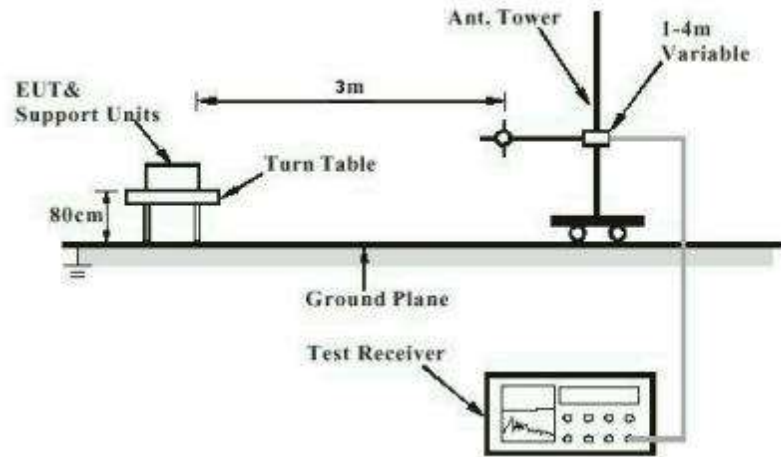 Ant. Tower
1-4m
Variable
EUT&
Support Units
3m
Turn Table
80cm
Ground Plane
Test Receiver